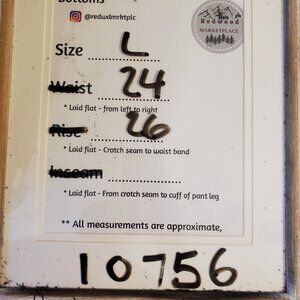 Bottoms
@redwdmrktplc
Redwood
MARKETPLACE
Size L
Waist 24
* Laid flat - from left to right
Rise 26
* Laid flat - Crotch seam to waist band
Inseam
* Laid flat - From crotch seam to cuff of pant leg
** All measurements are approximate,
10756